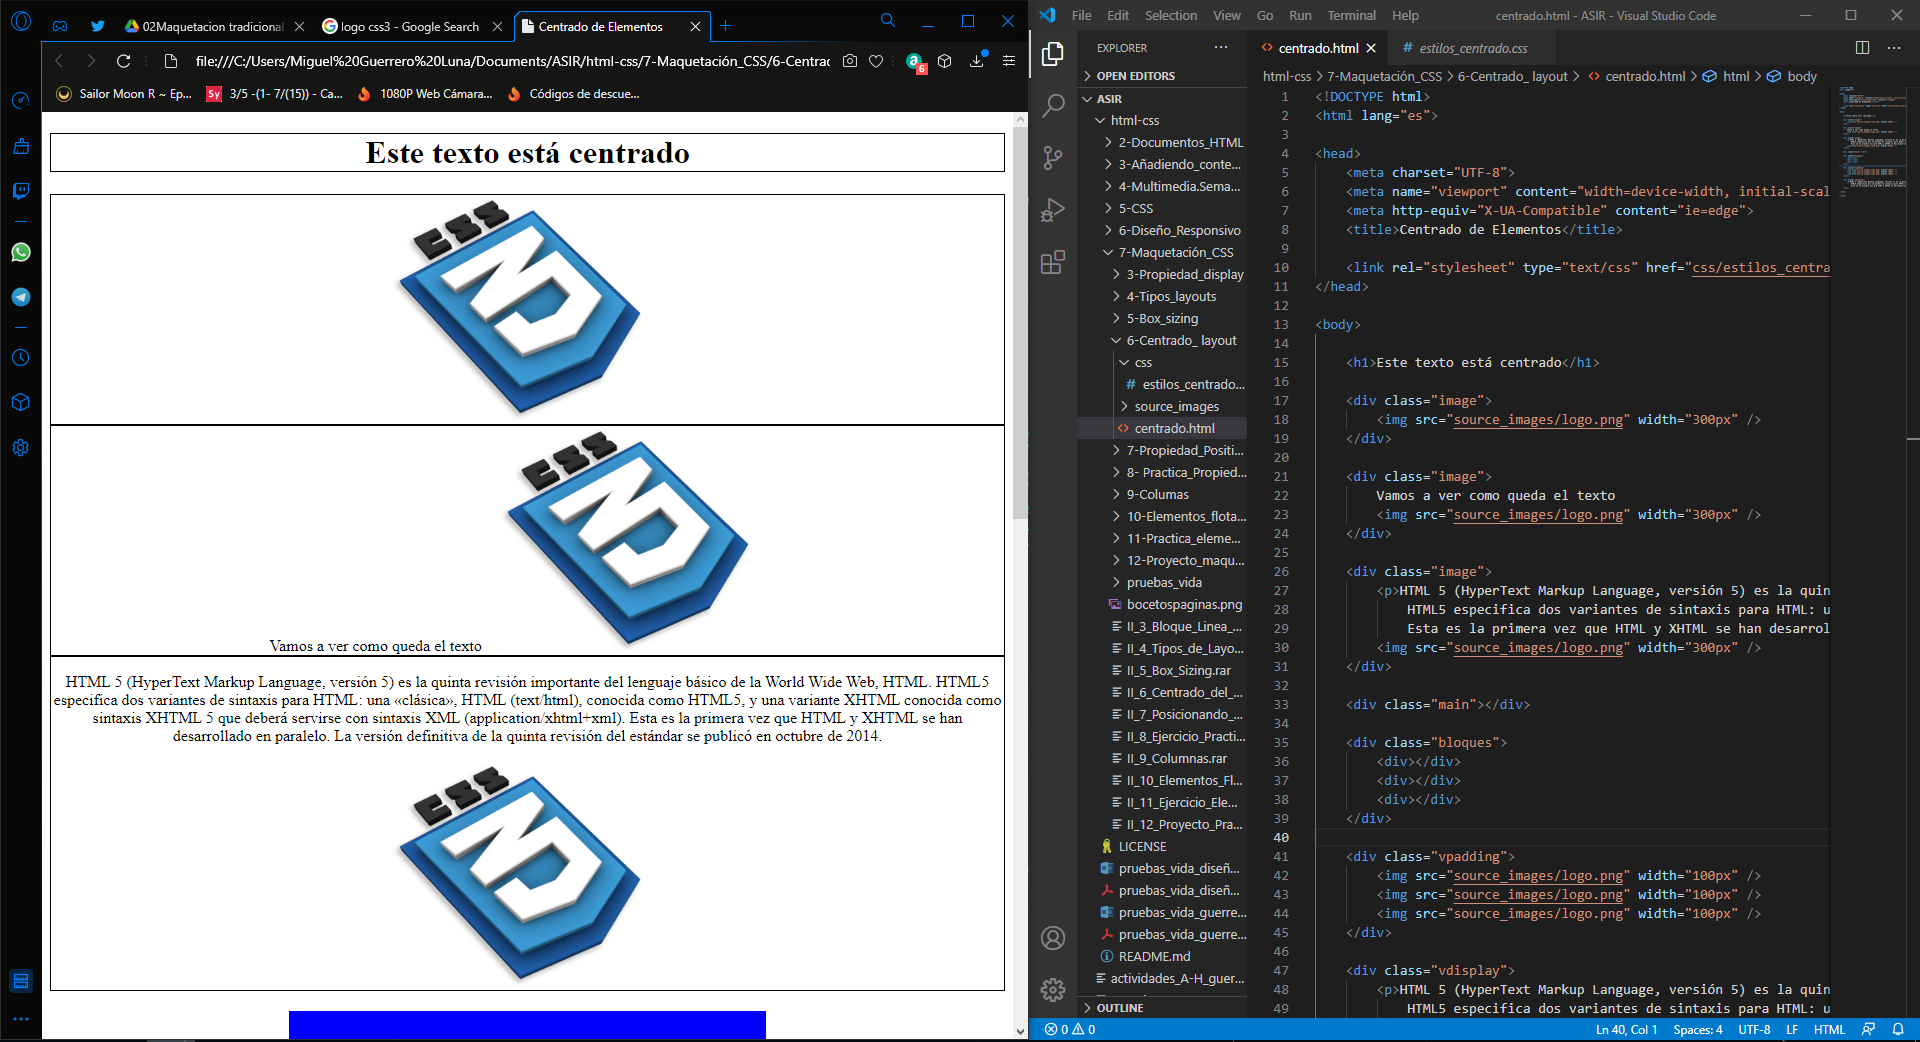 02Maquetacion tradicional
logo css3 - Google Search
Centrado de Elementos
file:///C:/Users/Miguel%20Guerrero%20Luna/Documents/ASIR/html-css/7-Maquetación_CSS/6-Centrac
6
Sailor Moon R ~ Ep...
Sy
3/5 -(1- 7/(15)) - Ca...
1080P Web Cámara...
Códigos de descue...
Este texto está centrado
CSS
CSS
Vamos a ver como queda el texto
HTML 5 (HyperText Markup Language, versión 5) es la quinta revisión importante del lenguaje básico de la World Wide Web, HTML. HTML5
especifica dos variantes de sintaxis para HTML: una «clásica», HTML (text/html), conocida como HTML5, y una variante XHTML conocida como
sintaxis XHTML 5 que deberá servirse con sintaxis XML (application/xhtml+xml). Esta es la primera vez que HTML y XHTML se han
desarrollado en paralelo. La versión definitiva de la quinta revisión del estándar se publicó en octubre de 2014.
CSS
File Edit Selection View Go Run Terminal Help
centrado.html - ASIR - Visual Studio Code
EXPLORER
OPEN EDITORS
ASIR
html-css
2-Documentos_HTML
3-Añadiendo_conte...
4-Multimedia.Sema...
5-CSS
6-Diseño_Responsivo
7-Maquetación_CSS
3-Propiedad_display
4-Tipos_layouts
5-Box_sizing
6-Centrado_ layout
css
# estilos_centrado...
source_images
<> centrado.html
7-Propiedad_Positi...
8- Practica_Propied...
9-Columas
10-Elementos_flota...
11-Practica_eleme...
12-Proyecto_maqu...
pruebas_vida
bocetospaginas.png
II_3_Bloque_Linea_...
II_4_Tipos_de_Layo...
II_5_Box_Sizing.rar
II_6_Centrado_del_...
II_7_Posicionando_...
II_8_Ejercicio_Practi...
II_9_Columnas.rar
II_10_Elementos_Fl...
II_11_Ejercicio_Ele...
II_12_Proyecto_Pra...
LICENSE
pruebas_vida_diseñ...
pruebas_vida_diseñ...
pruebas_vida_guerre...
pruebas_vida_guerre...
README.md
actividades_A-H_guer...
OUTLINE
<> centrado.html
# estilos_centrado.css
html-css > 7-Maquetación_CSS > 6-Centrado_ layout > <> centrado.html > html > body
1 <!DOCTYPE html>
2 <html lang="es">
3
4 <head>
5 <meta charset="UTF-8">
6 <meta name="viewport" content="width=device-width, initial-scal
7 <meta http-equiv="X-UA-Compatible" content="ie=edge">
8 <title>Centrado de Elementos</title>
9
10 <link rel="stylesheet" type="text/css" href="css/estilos_centra
11 </head>
12
13 <body>
14
15 <h1>Este texto está centrado</h1>
16
17 <div class="image">
18 <img src="source_images/logo.png" width="300px" />
19 </div>
20
21 <div class="image">
22 Vamos a ver como queda el texto
23 <img src="source_images/logo.png" width="300px" />
24 </div>
25
26 <div class="image">
27 <p>HTML 5 (HyperText Markup Language, versión 5) es la quin
28 HTML5 especifica dos variantes de sintaxis para HTML: u
29 Esta es la primera vez que HTML y XHTML se han desarrol
30 <img src="source_images/logo.png" width="300px" />
31 </div>
32
33 <div class="main"></div>
34
35 <div class="bloques">
36 <div></div>
37 <div></div>
38 <div></div>
39 </div>
40
41 <div class="vpadding">
42 <img src="source_images/logo.png" width="100px" />
43 <img src="source_images/logo.png" width="100px" />
44 <img src="source_images/logo.png" width="100px" />
45 </div>
46
47 <div class="vdisplay">
48 <p>HTML 5 (HyperText Markup Language, versión 5) es la quin
49 HTML5 especifica dos variantes de sintaxis para HTML: u
0 0
Ln 40, Col 1 Spaces: 4 UTF-8 LF HTML